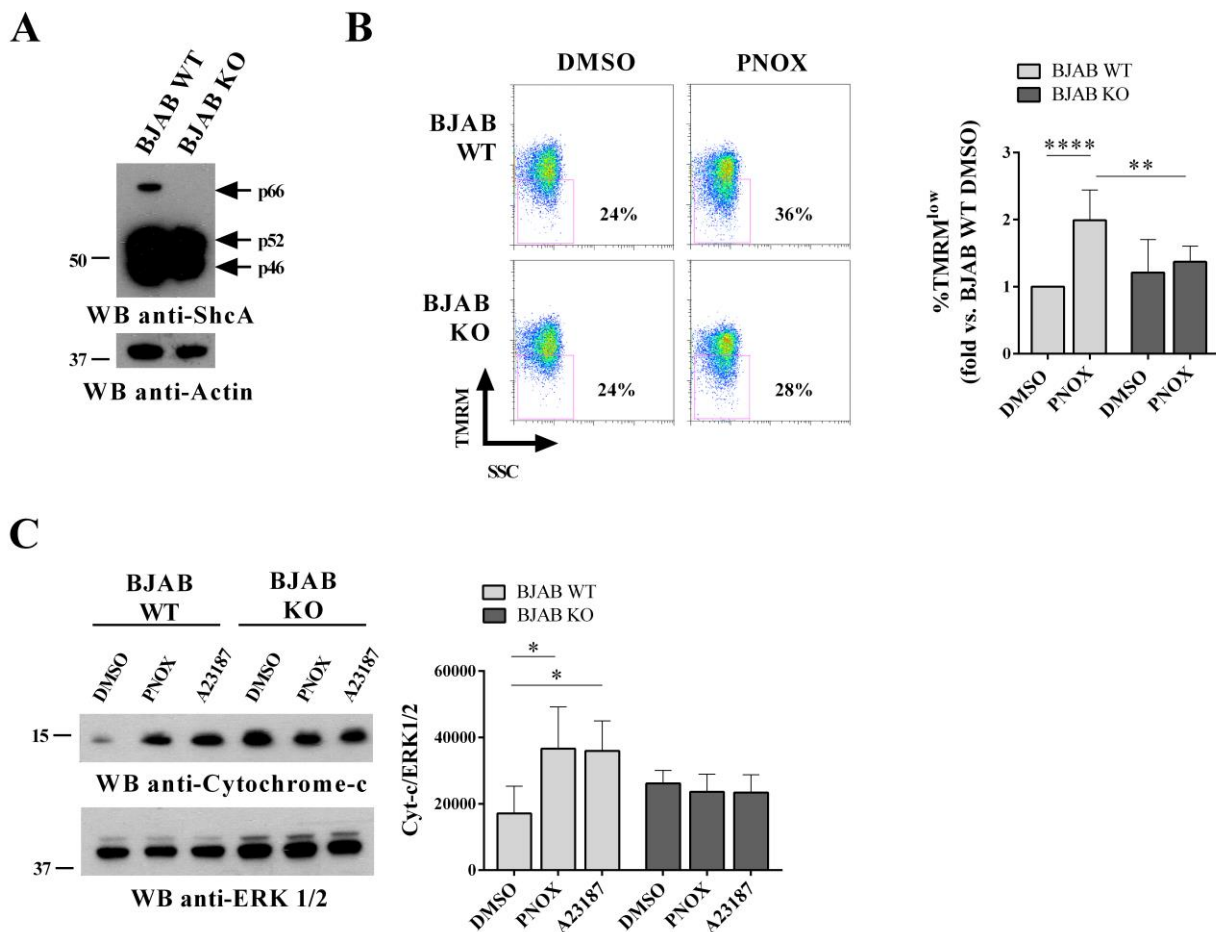 A
BJAB WT
BJAB KO
p66
p52
50
p46
WB anti-ShcA
37
WB anti-Actin
B
DMSO
PNOX
BJAB
WT
24%
36%
BJAB
KO
24%
28%
TMRM
SSC
BJAB WT
BJAB KO
%TMRMlow
(fold vs. BJAB WT DMSO)
3
2
1
0
****
**
DMSO
PNOX
DMSO
PNOX
C
BJAB
WT
BJAB
KO
DMSO
PNOX
A23187
DMSO
PNOX
A23187
15
WB anti-Cytochrome-c
37
WB anti-ERK 1/2
BJAB WT
BJAB KO
Cyt-c/ERK1/2
60000
40000
20000
0
*
*
DMSO
PNOX
A23187
DMSO
PNOX
A23187